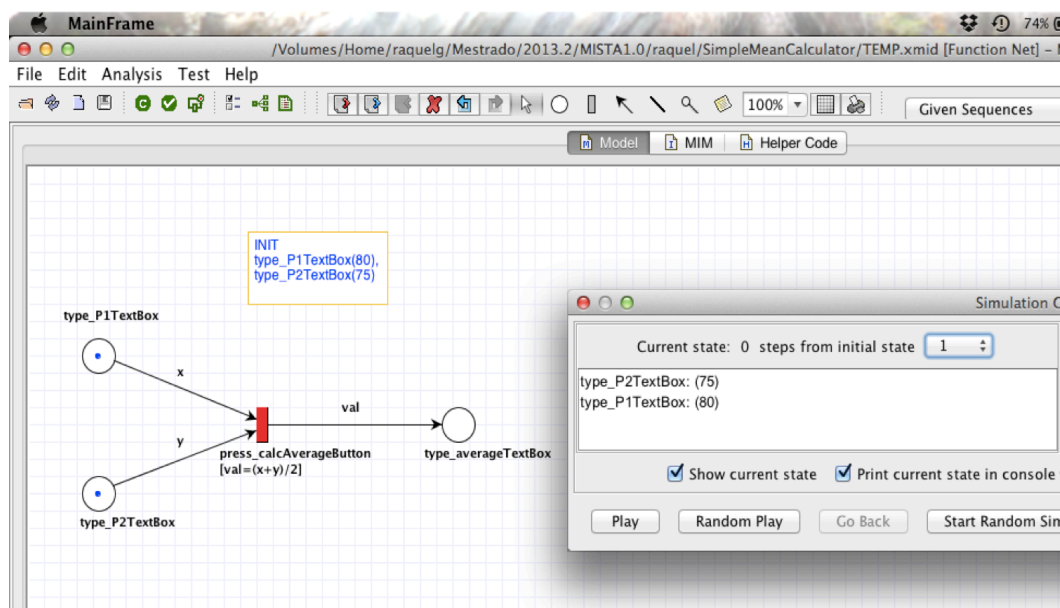 MainFrame
74%
/Volumes/Home/raquelg/Mestrado/2013.2/MISTA1.0/raquel/SimpleMeanCalculator/TEMP.xmid [Function Net] –
File Edit Analysis Test Help
100%
Given Sequences
Model MIM Helper Code
INIT
type_P1TextBox(80),
type_P2TextBox(75)
type_P1TextBox
x
val
y
press_calcAverageButton
[val=(x+y)/2]
type_averageTextBox
type_P2TextBox
Simulation
Current state: 0 steps from initial state 1
type_P2TextBox: (75)
type_P1TextBox: (80)
Show current state Print current state in console
Play Random Play Go Back Start Random Sim